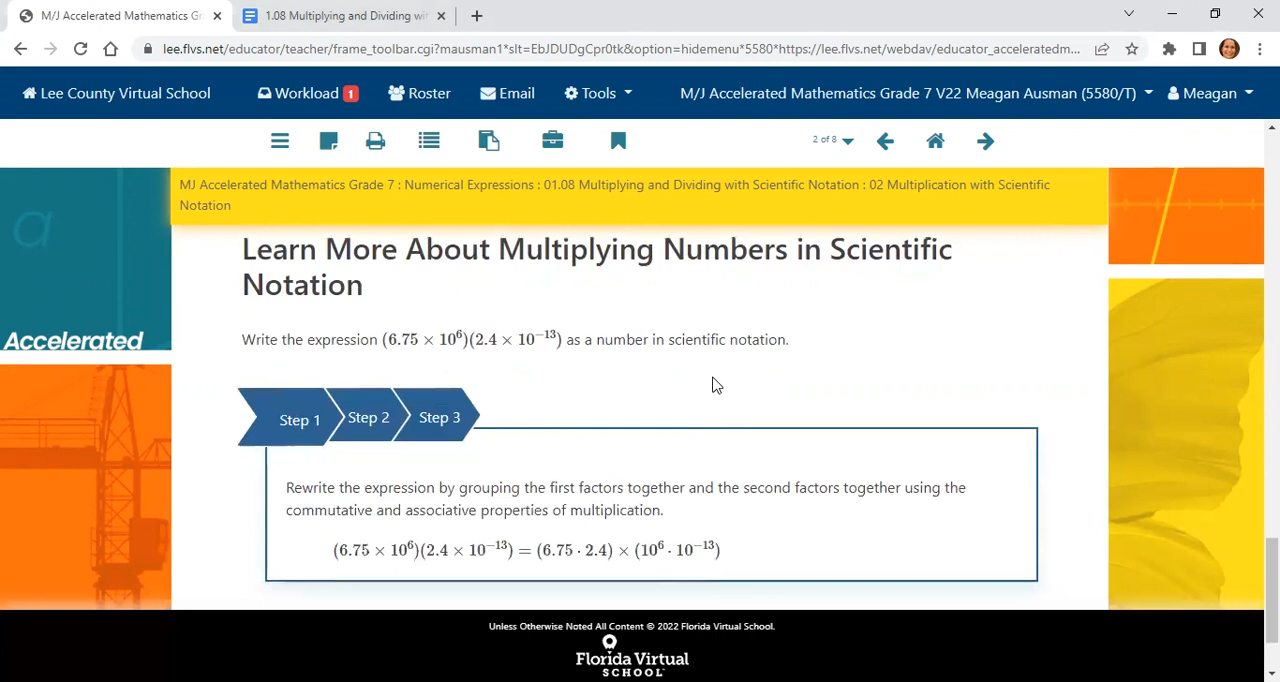 M/J Accelerated Mathematics Gr
1.08 Multiplying and Dividing wit
lee.flvs.net/educator/teacher/frame_toolbar.cgi?mausman1*slt=EbJDUDgCpr0tk&option=hidemenu*5580*https://lee.flvs.net/webdav/educator_acceleratedm...
Lee County Virtual School
Workload 1
Roster
Email
Tools
M/J Accelerated Mathematics Grade 7 V22 Meagan Ausman (5580/T)
Meagan
2 of 8
a
MJ Accelerated Mathematics Grade 7 : Numerical Expressions : 01.08 Multiplying and Dividing with Scientific Notation : 02 Multiplication with Scientific
Notation
Learn More About Multiplying Numbers in Scientific
Notation
Accelerated
Write the expression (6.75 × 10⁶)(2.4 × 10⁻¹³) as a number in scientific notation.
Step 1
Step 2
Step 3
Rewrite the expression by grouping the first factors together and the second factors together using the
commutative and associative properties of multiplication.
(6.75 × 10⁶)(2.4 × 10⁻¹³) = (6.75 · 2.4) × (10⁶ · 10⁻¹³)
Unless Otherwise Noted All Content © 2022 Florida Virtual School.
Florida Virtual
SCHOOL